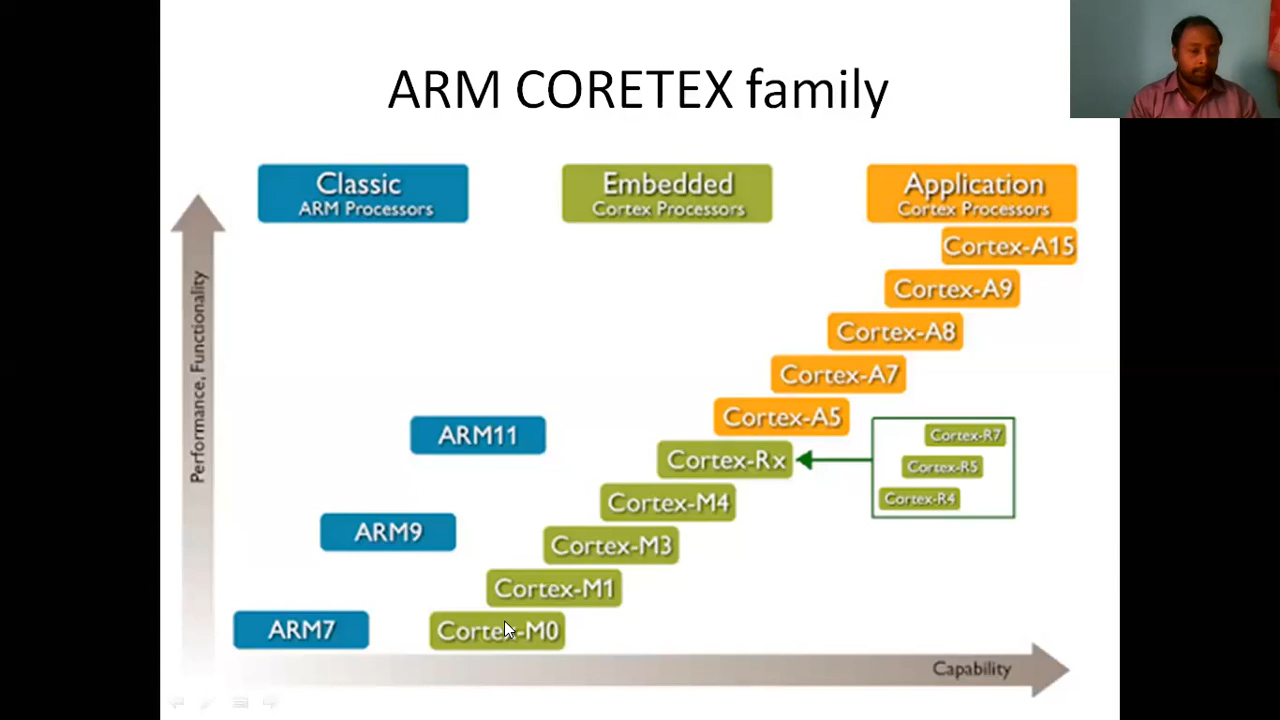 ARM CORETEX family
Classic
ARM Processors
Embedded
Cortex Processors
Application
Cortex Processors
Cortex-A15
Cortex-A9
Cortex-A8
Cortex-A7
Cortex-A5
Cortex-Rx
Cortex-R7
Cortex-R5
Cortex-R4
Cortex-M4
Cortex-M3
Cortex-M1
Cortex-M0
ARM11
ARM9
ARM7
Performance, Functionality
Capability